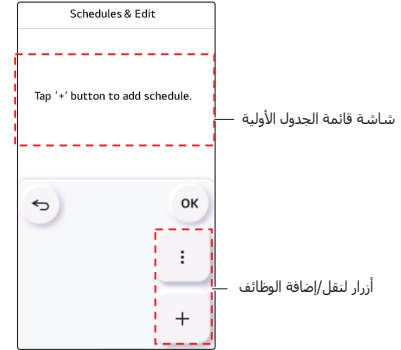 Schedules & Edit
Tap ‘+’ button to add schedule.
شاشة قائمة الجدول الأولية
OK
أزرار لنقل/إضافة الوظائف